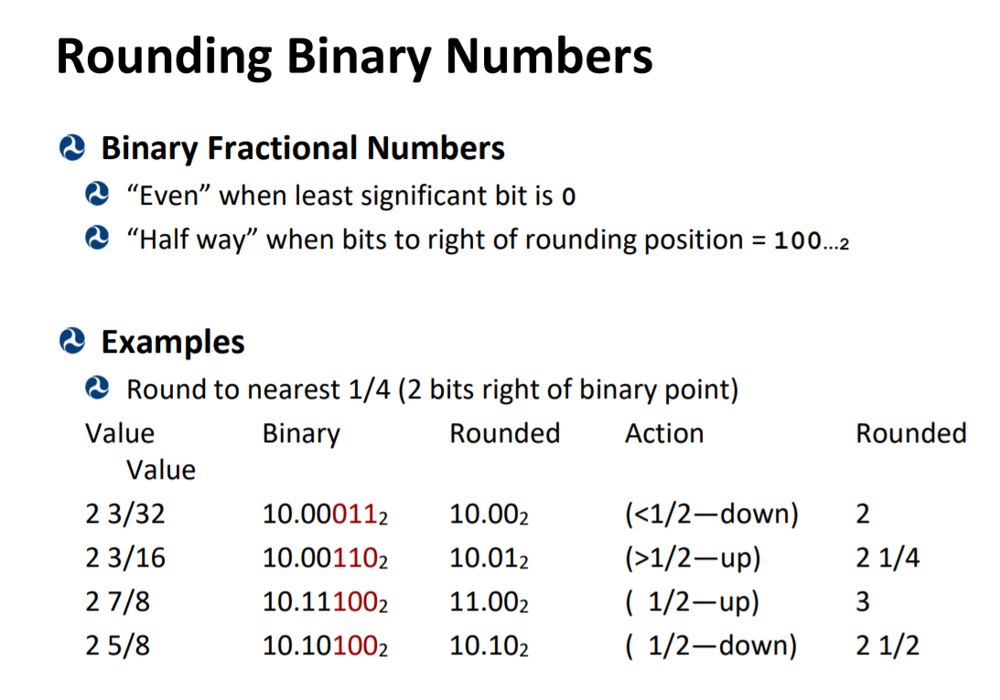 Rounding Binary Numbers
Binary Fractional Numbers
“Even” when least significant bit is 0
“Half way” when bits to right of rounding position = 100…₂
Examples
Round to nearest 1/4 (2 bits right of binary point)
Value Binary Rounded Action Rounded
Value
2 3/32 10.00011₂ 10.00₂ (<1/2—down) 2
2 3/16 10.00110₂ 10.01₂ (>1/2—up) 2 1/4
2 7/8 10.11100₂ 11.00₂ ( 1/2—up) 3
2 5/8 10.10100₂ 10.10₂ ( 1/2—down) 2 1/2